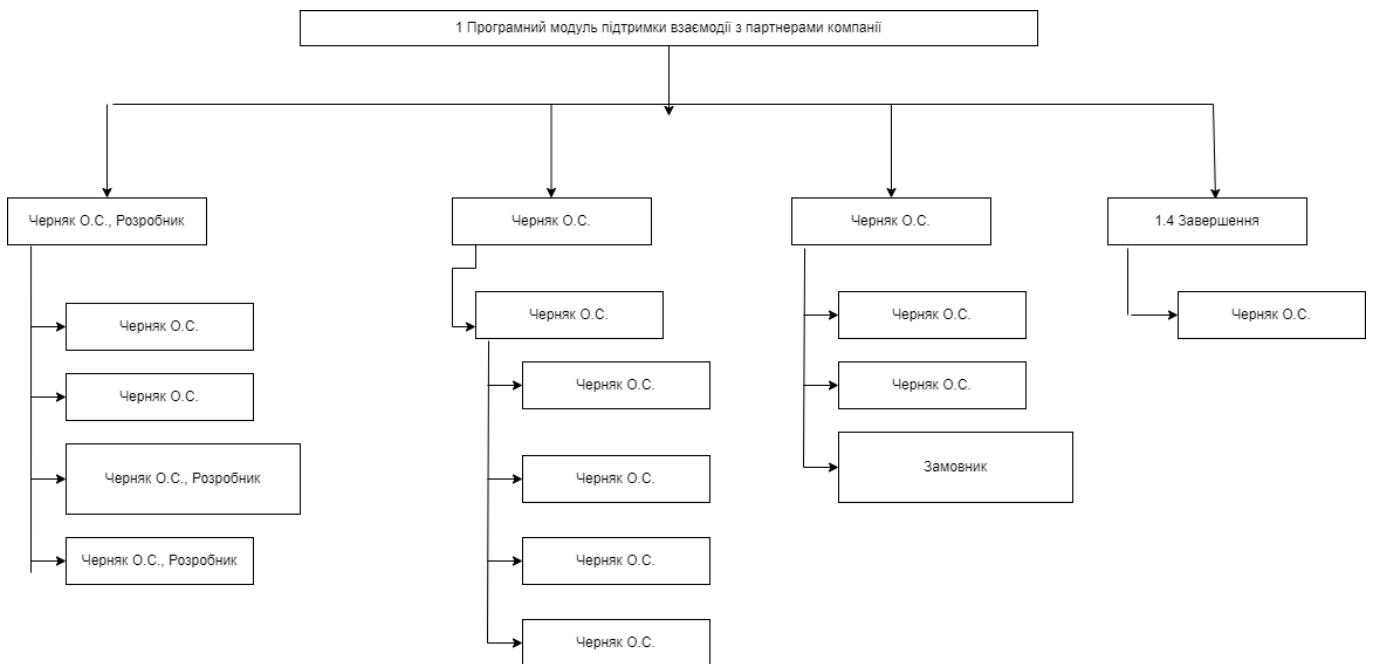 1 Програмний модуль підтримки взаємодії з партнерами компанії
Черняк О.С., Розробник
Черняк О.С.
Черняк О.С.
1.4 Завершення
Черняк О.С.
Черняк О.С.
Черняк О.С., Розробник
Черняк О.С., Розробник
Черняк О.С.
Черняк О.С.
Черняк О.С.
Черняк О.С.
Черняк О.С.
Черняк О.С.
Черняк О.С.
Замовник
Черняк О.С.